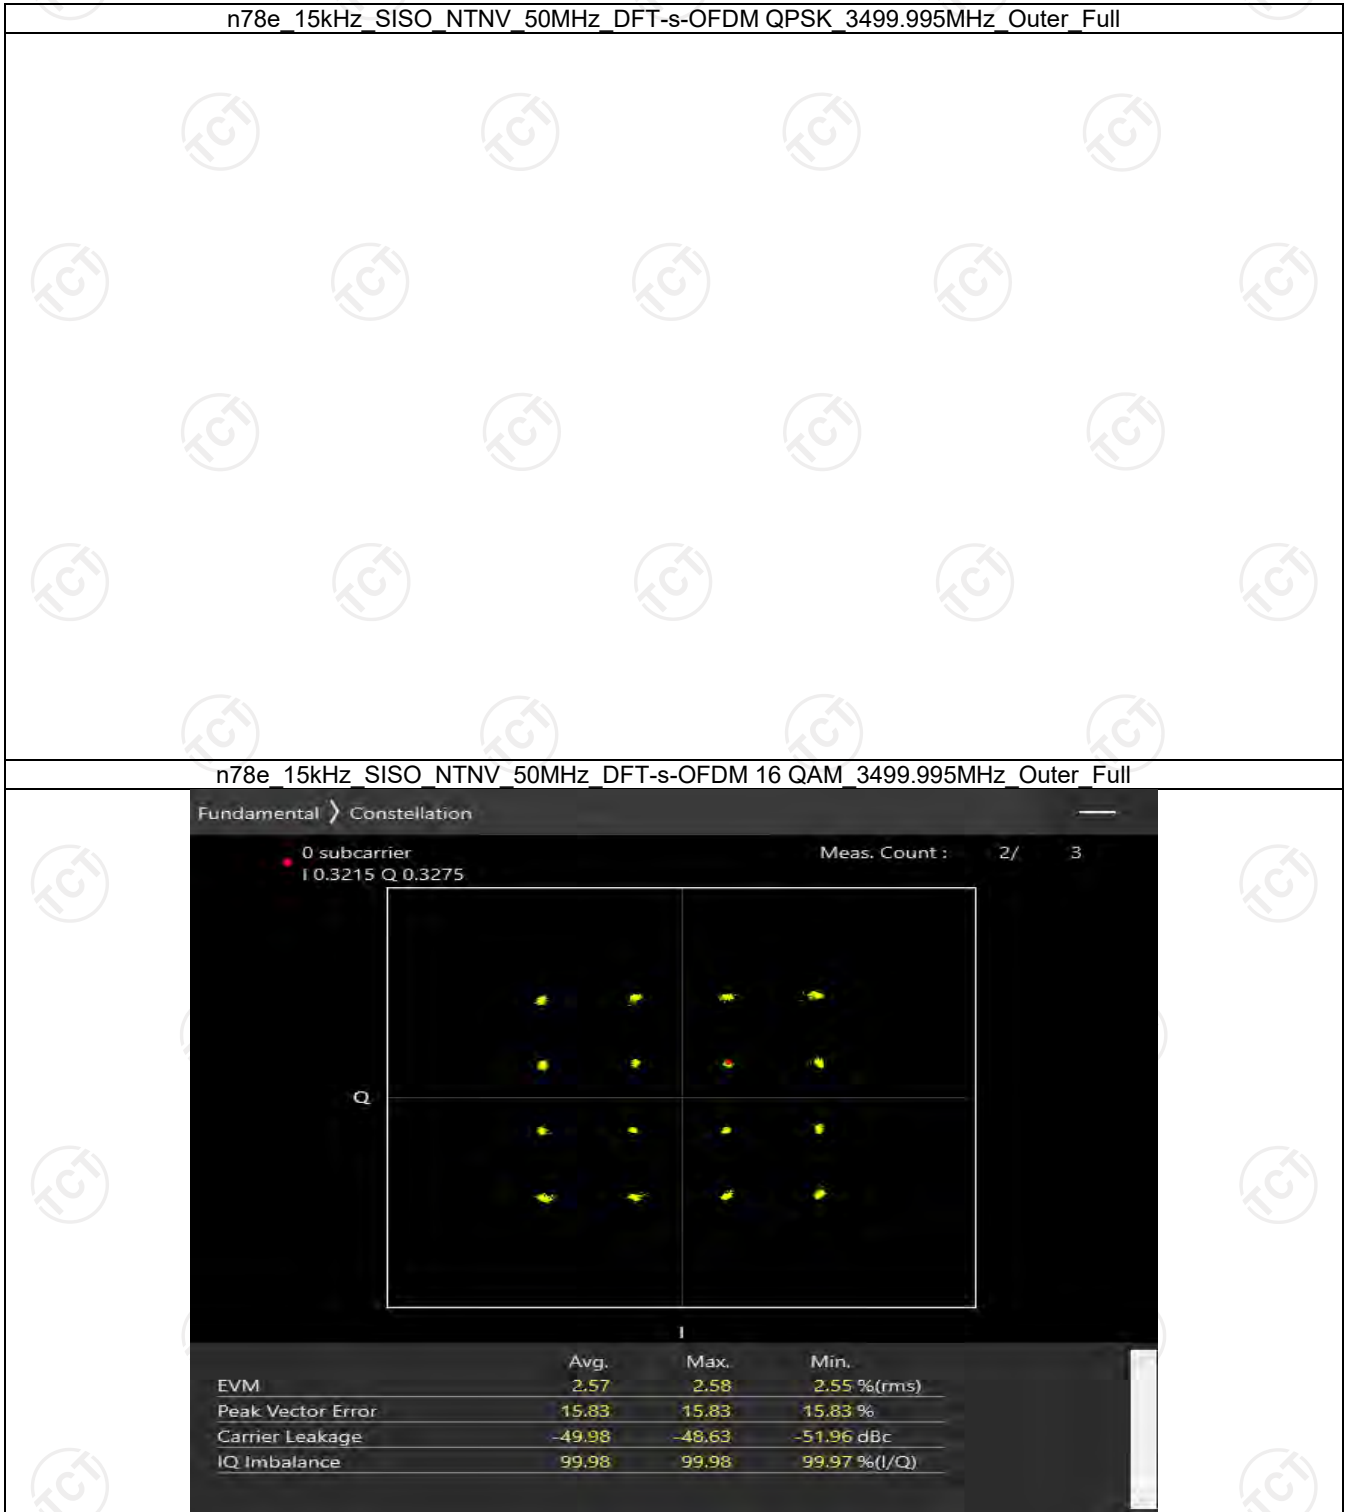 n78e_15kHz_SISO_NTNV_50MHz_DFT-s-OFDM QPSK_3499.995MHz_Outer_Full
n78e_15kHz_SISO_NTNV_50MHz_DFT-s-OFDM 16 QAM_3499.995MHz_Outer_Full
Fundamental 〉 Constellation
0 subcarrier Meas. Count : 2/ 3
I 0.3215 Q 0.3275
Q
I
Avg. Max. Min.
EVM 2.57 2.58 2.55 %(rms)
Peak Vector Error 15.83 15.83 15.83 %
Carrier Leakage -49.98 -48.63 -51.96 dBc
IQ Imbalance 99.98 99.98 99.97 %(I/Q)
TCT